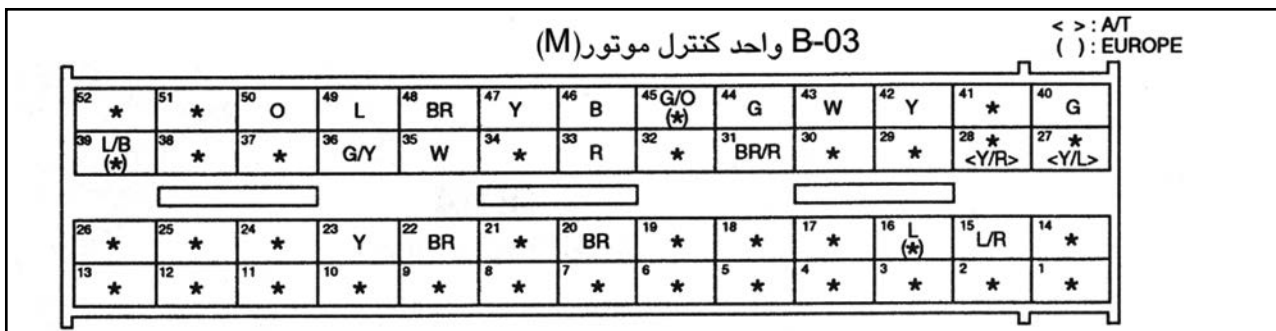 B-03 واحد کنترل موتور(M)
< > : A/T
( ) : EUROPE
52 * 51 * 50 O 49 L 48 BR 47 Y 46 B 45 G/O (*) 44 G 43 W 42 Y 41 * 40 G
39 L/B (*) 38 * 37 * 36 G/Y 35 W 34 * 33 R 32 * 31 BR/R 30 * 29 * 28 * <Y/R> 27 * <Y/L>
26 * 25 * 24 * 23 Y 22 BR 21 * 20 BR 19 * 18 * 17 * 16 L (*) 15 L/R 14 *
13 * 12 * 11 * 10 * 9 * 8 * 7 * 6 * 5 * 4 * 3 * 2 * 1 *